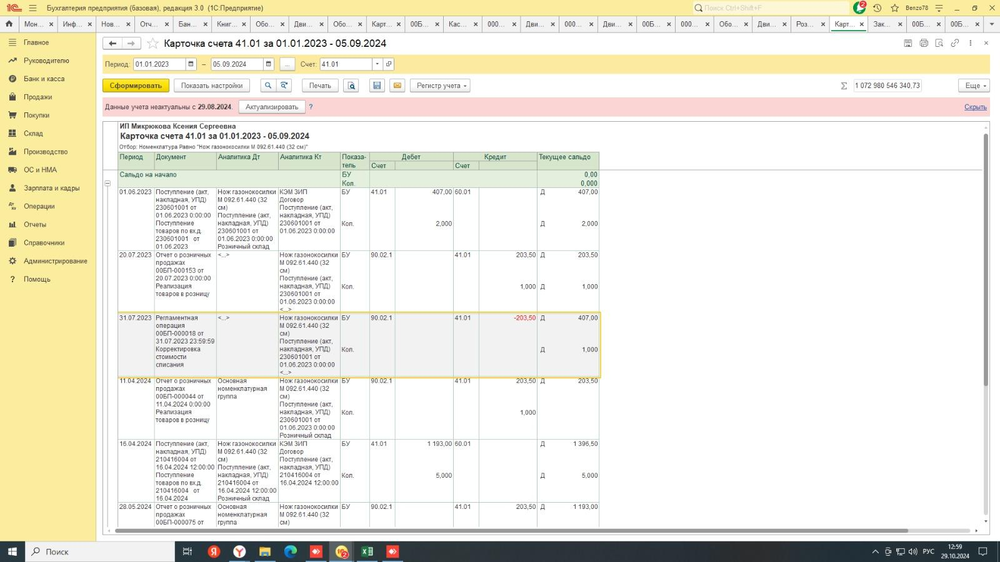 Бухгалтерия предприятия (базовая), редакция 3.0 (1С:Предприятие)
Поиск Ctrl+Shift+F
2
Benzo78
Мон... Инф... Нов... Отч... Бан... Книг... Обо... Дви... Обо... Карт... 00Б... Кас... 000... Дви... 000... Дви... 00Б... 000... Обо... Дви... Роз... Карт... Зак... 00Б... 00Б...
Главное
Руководителю
Банк и касса
Продажи
Покупки
Склад
Производство
ОС и НМА
Зарплата и кадры
Операции
Отчеты
Справочники
Администрирование
Помощь
Карточка счета 41.01 за 01.01.2023 - 05.09.2024
Период: 01.01.2023 – 05.09.2024 ... Счет: 41.01
Сформировать Показать настройки Печать Регистр учета Σ 1 072 980 546 340,73 Еще
Данные учета неактуальны с 29.08.2024. Актуализировать ? Скрыть
ИП Микрюкова Ксения Сергеевна
Карточка счета 41.01 за 01.01.2023 - 05.09.2024
Отбор: Номенклатура Равно "Нож газонокосилки М 092.61.440 (32 см)"
Период Документ Аналитика Дт Аналитика Кт Показа- Дебет Кредит Текущее сальдо
тель Счет Счет
Сальдо на начало БУ 0,00
Кол. 0,000
01.06.2023 Поступление (акт, Нож газонокосилки КЭМ ЗИП БУ 41.01 407,00 60.01 Д 407,00
накладная, УПД) М 092.61.440 (32 Договор
230601001 от см) Поступление (акт,
01.06.2023 0:00:00 Поступление (акт, накладная, УПД)
Поступление накладная, УПД) 230601001 от Кол. 2,000 Д 2,000
товаров по вх.д. 230601001 от 01.06.2023 0:00:00
230601001 от 01.06.2023 0:00:00
01.06.2023 Розничный склад
20.07.2023 Отчет о розничных <...> Нож газонокосилки БУ 90.02.1 41.01 203,50 Д 203,50
продажах М 092.61.440 (32
00БП-000153 от см)
20.07.2023 0:00:00 Поступление (акт,
Реализация накладная, УПД) Кол. 1,000 Д 1,000
товаров в розницу 230601001 от
01.06.2023 0:00:00
<...>
31.07.2023 Регламентная <...> Нож газонокосилки БУ 90.02.1 41.01 -203,50 Д 407,00
операция М 092.61.440 (32
00БП-000018 от см)
31.07.2023 23:59:59 Поступление (акт,
Корректировка накладная, УПД) Кол. Д 1,000
стоимости 230601001 от
списания 01.06.2023 0:00:00
<...>
11.04.2024 Отчет о розничных Основная Нож газонокосилки БУ 90.02.1 41.01 203,50 Д 203,50
продажах номенклатурная М 092.61.440 (32
00БП-000044 от группа см)
11.04.2024 0:00:00 Поступление (акт,
Реализация накладная, УПД) Кол. 1,000
товаров в розницу 230601001 от
01.06.2023 0:00:00
Розничный склад
16.04.2024 Поступление (акт, Нож газонокосилки КЭМ ЗИП БУ 41.01 1 193,00 60.01 Д 1 396,50
накладная, УПД) М 092.61.440 (32 Договор
210416004 от см) Поступление (акт,
16.04.2024 12:00:00 Поступление (акт, накладная, УПД)
Поступление накладная, УПД) 210416004 от Кол. 5,000 Д 5,000
товаров по вх.д. 210416004 от 16.04.2024 12:00:00
210416004 от 16.04.2024 12:00:00
16.04.2024 Розничный склад
28.05.2024 Отчет о розничных Основная Нож газонокосилки БУ 90.02.1 41.01 203,50 Д 1 193,00
продажах номенклатурная М 092.61.440 (32
00БП-000075 от группа см)
Поиск
РУС
12:59
29.10.2024